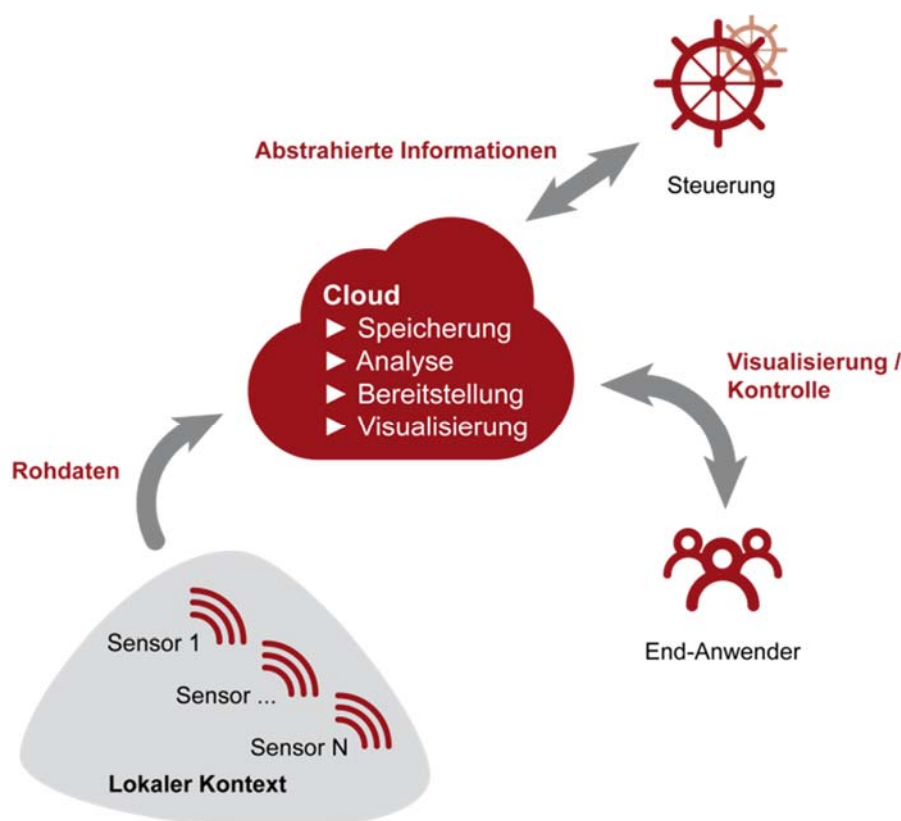 Steuerung
Abstrahierte Informationen
Cloud
► Speicherung
► Analyse
► Bereitstellung
► Visualisierung
Visualisierung /
Kontrolle
Rohdaten
End-Anwender
Sensor 1
Sensor ...
Sensor N
Lokaler Kontext